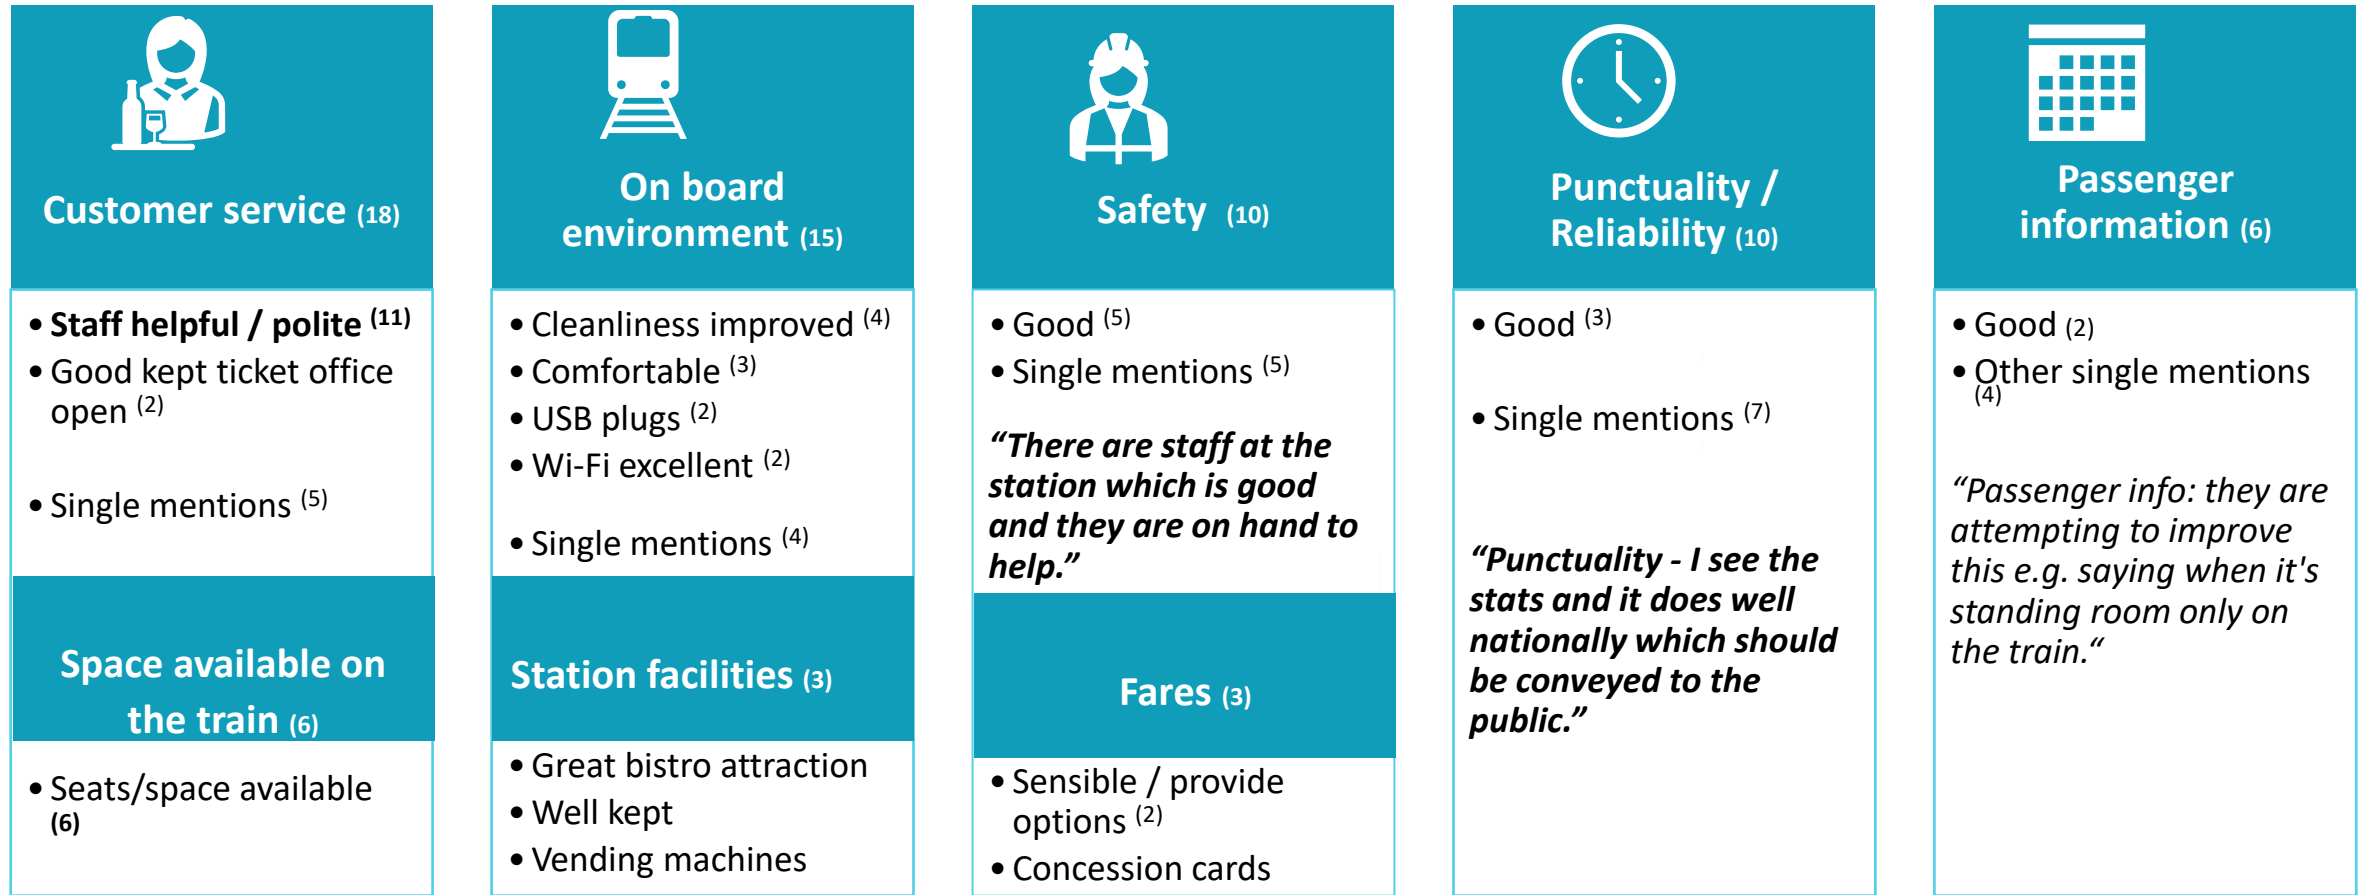 Customer service (18)
• Staff helpful / polite (11)
• Good kept ticket office
open (2)
• Single mentions (5)
Space available on
the train (6)
• Seats/space available
(6)
On board
environment (15)
• Cleanliness improved (4)
• Comfortable (3)
• USB plugs (2)
• Wi-Fi excellent (2)
• Single mentions (4)
Station facilities (3)
• Great bistro attraction
• Well kept
• Vending machines
Safety (10)
• Good (5)
• Single mentions (5)
“There are staff at the
station which is good
and they are on hand to
help.”
Fares (3)
• Sensible / provide
options (2)
• Concession cards
Punctuality /
Reliability (10)
• Good (3)
• Single mentions (7)
“Punctuality - I see the
stats and it does well
nationally which should
be conveyed to the
public.”
Passenger
information (6)
• Good (2)
• Other single mentions
(4)
“Passenger info: they are
attempting to improve
this e.g. saying when it's
standing room only on
the train.“